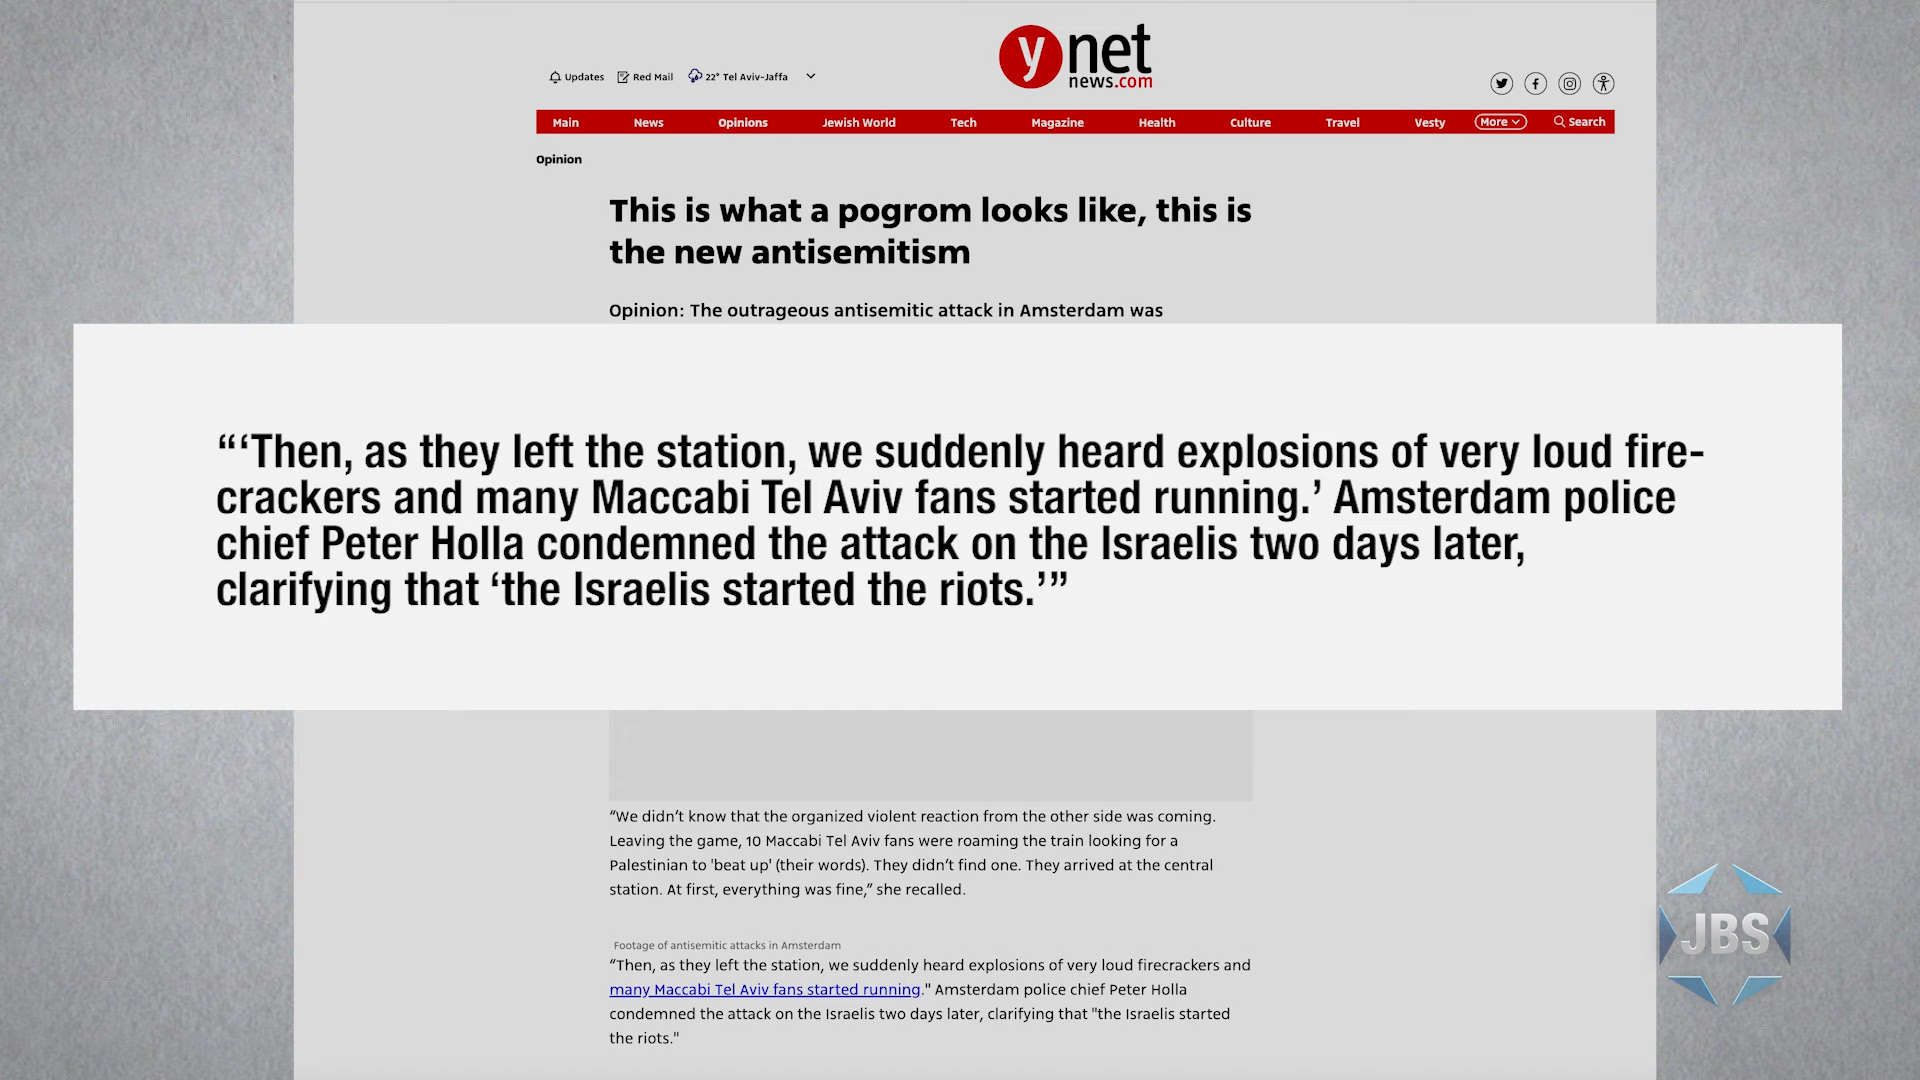 y net
news.com
Updates Red Mail 22° Tel Aviv-Jaffa
Main News Opinions Jewish World Tech Magazine Health Culture Travel Vesty More Search
Opinion
This is what a pogrom looks like, this is
the new antisemitism
Opinion: The outrageous antisemitic attack in Amsterdam was
“‘Then, as they left the station, we suddenly heard explosions of very loud fire-
crackers and many Maccabi Tel Aviv fans started running.’ Amsterdam police
chief Peter Holla condemned the attack on the Israelis two days later,
clarifying that ‘the Israelis started the riots.’”
“We didn’t know that the organized violent reaction from the other side was coming.
Leaving the game, 10 Maccabi Tel Aviv fans were roaming the train looking for a
Palestinian to 'beat up' (their words). They didn’t find one. They arrived at the central
station. At first, everything was fine,” she recalled.
Footage of antisemitic attacks in Amsterdam
“Then, as they left the station, we suddenly heard explosions of very loud firecrackers and
many Maccabi Tel Aviv fans started running." Amsterdam police chief Peter Holla
condemned the attack on the Israelis two days later, clarifying that "the Israelis started
the riots."
JBS